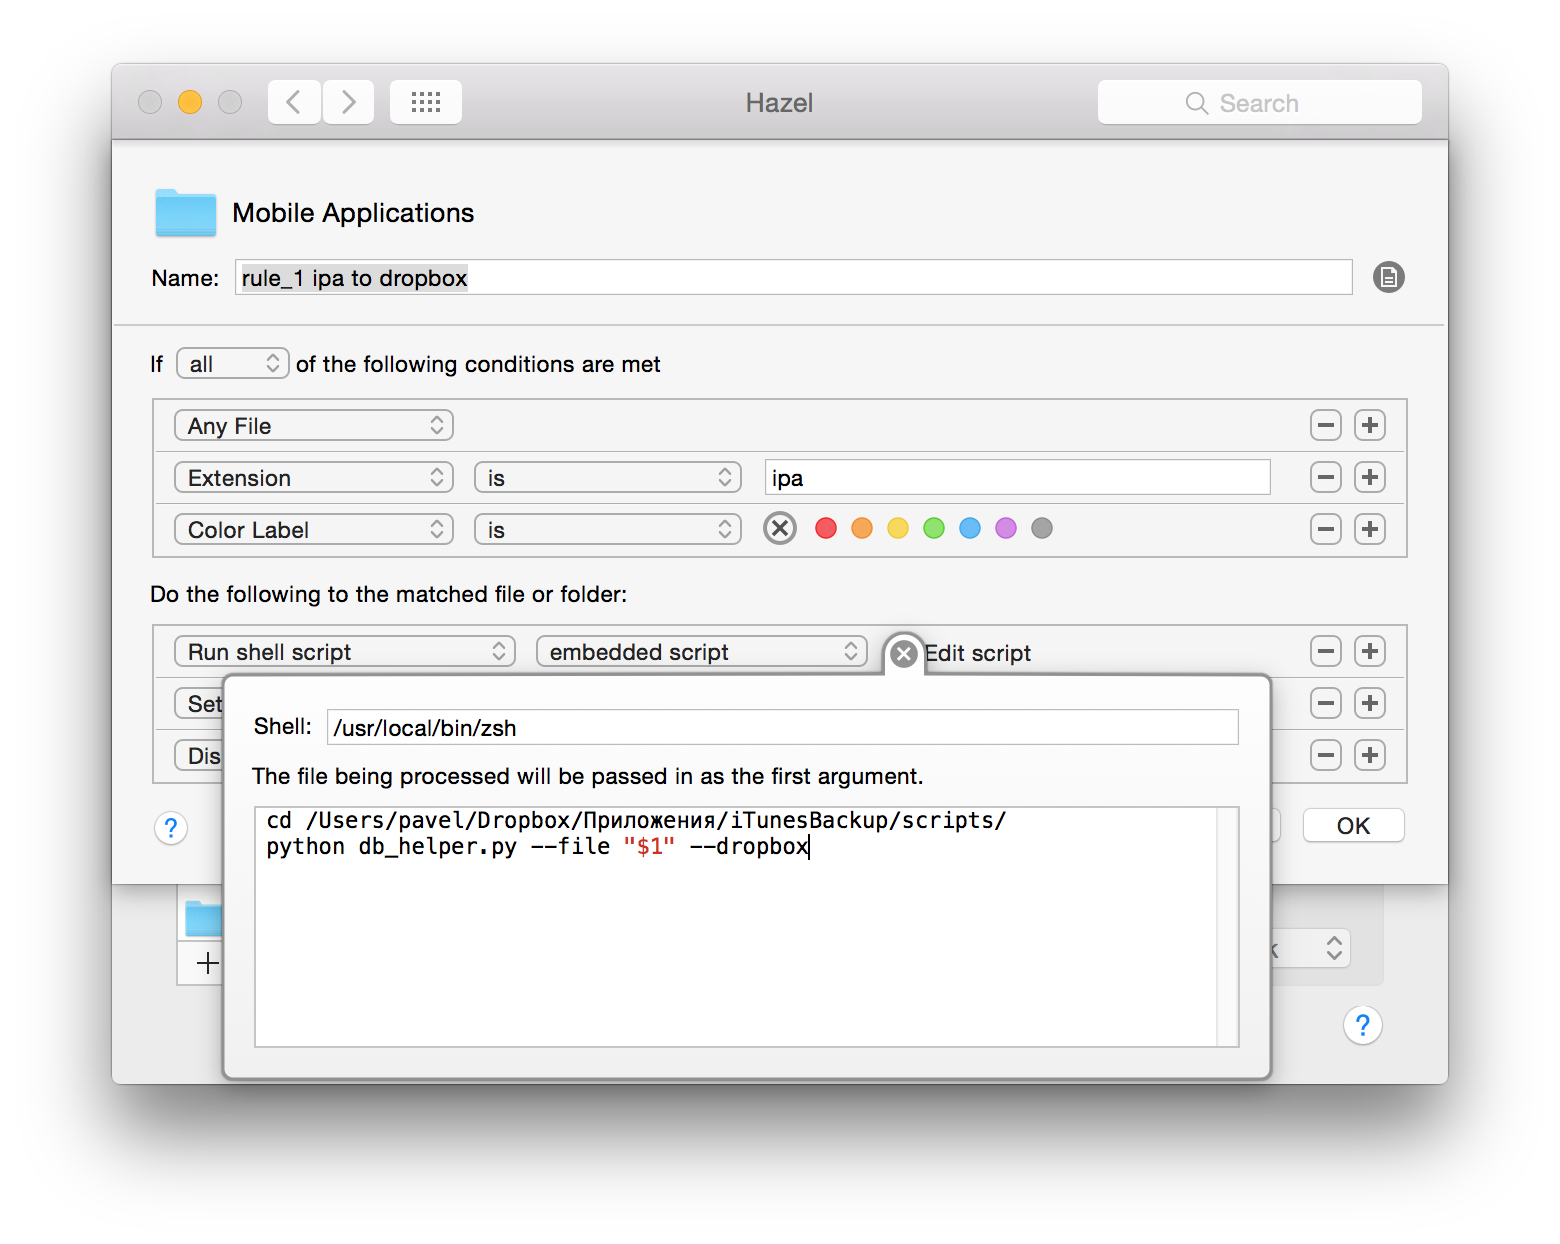 Hazel
Search
Mobile Applications
Name: rule_1 ipa to dropbox
If all of the following conditions are met
Any File
Extension is ipa
Color Label is
Do the following to the matched file or folder:
Run shell script embedded script Edit script
Set
Dis
Shell: /usr/local/bin/zsh
The file being processed will be passed in as the first argument.
cd /Users/pavel/Dropbox/Приложения/iTunesBackup/scripts/
python db_helper.py --file "$1" --dropbox
? OK
?